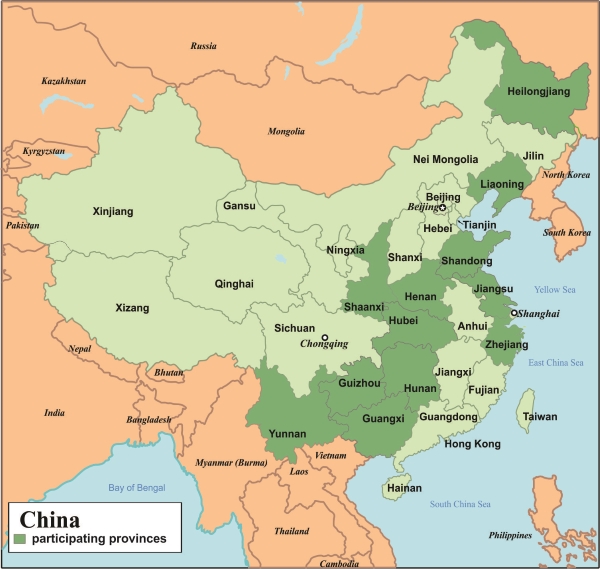 Russia
Kazakhstan
Heilongjiang
Mongolia
Kyrgyzstan
Nei Mongolia
Jilin
North Korea
Liaoning
Beijing
Beijing
Gansu
Xinjiang
Pakistan
Tianjin
Hebei
South Korea
Ningxia
Shanxi
Shandong
Qinghai
Yellow Sea
Jiangsu
Henan
Shaanxi
Xizang
Shanghai
Hubei
Anhui
Sichuan
Chongqing
Zhejiang
Nepal
East China Sea
Bhutan
Jiangxi
Guizhou
Hunan
Fujian
India
Bangladesh
Guangxi
Guangdong
Taiwan
Yunnan
Hong Kong
Vietnam
Myanmar (Burma)
Laos
Bay of Bengal
Hainan
South China Sea
China
participating provinces
Thailand
Philippines
Cambodia